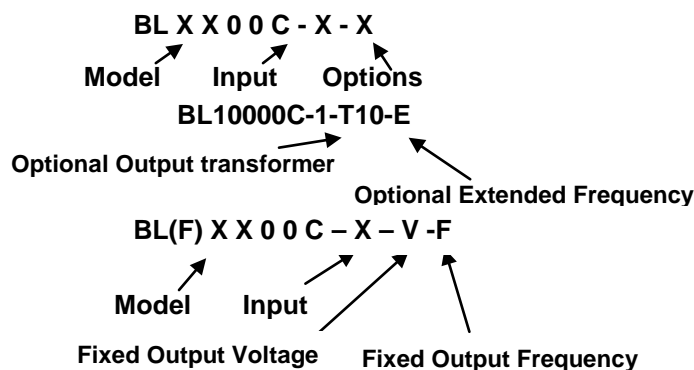 BL X X 0 0 C - X - X
Model Input Options
BL10000C-1-T10-E
Optional Output transformer
Optional Extended Frequency
BL(F) X X 0 0 C – X – V -F
Model Input
Fixed Output Voltage Fixed Output Frequency